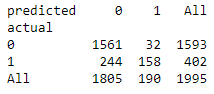 predicted 0 1 All
actual
0 1561 32 1593
1 244 158 402
All 1805 190 1995